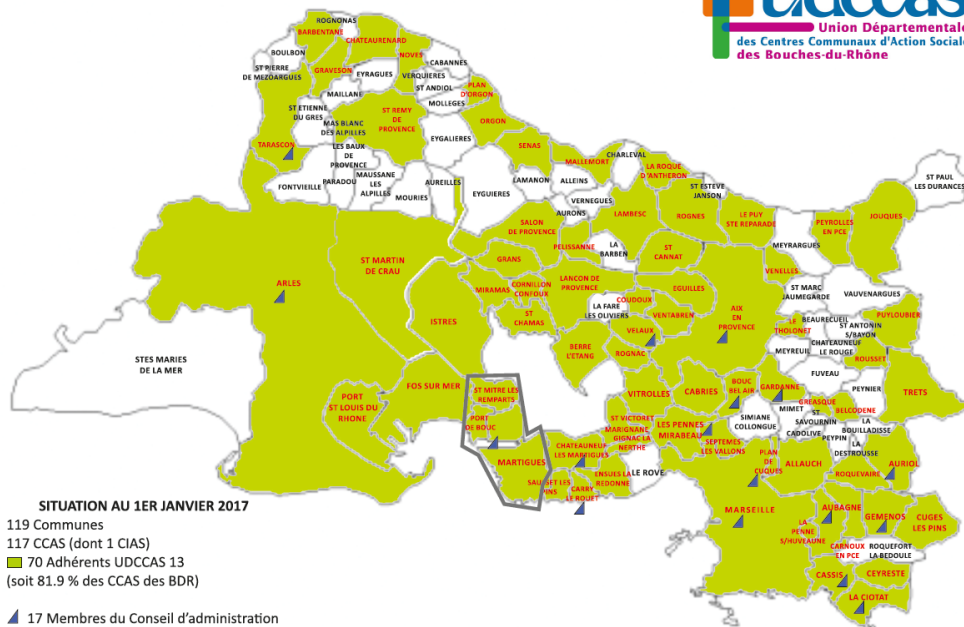 udccas
Union Départementale
des Centres Communaux d'Action Sociale
des Bouches-du-Rhône
ROGNONAS
BARBENTANE
CHATEAURENARD
BOULBON
NOVES
CABANNES
ST PIERRE
DE MEZOARGUES
GRAVESON
EYRAGUES
VERQUIERES
ST ANDIOL
PLAN
D'ORGON
MAILLANE
MOLLEGES
ST ETIENNE
DU GRES
ST REMY
DE
PROVENCE
ORGON
MAS BLANC
DES ALPILLES
EYGALIERES
TARASCON
LES BAUX
DE
PROVENCE
SENAS
MALLEMORT
CHARLEVAL
LA ROQUE
D'ANTHERON
ST PAUL
LES DURANCES
FONTVIEILLE
PARADOU
MAUSSANE
LES
ALPILLES
MOURIES
AUREILLES
EYGUIERES
LAMANON
ALLEINS
VERNEGUES
AURONS
ST ESTEVE
JANSON
LAMBESC
ROGNES
LE PUY
STE REPARADE
PEYROLLES
EN PCE
JOUQUES
SALON
DE PROVENCE
PELISSANNE
LA
BARBEN
ST
CANNAT
MEYRARGUES
ST MARTIN
DE CRAU
GRANS
VENELLES
ARLES
MIRAMAS
CORNILLON
CONFOUX
LANCON DE
PROVENCE
EGUILLES
ST MARC
JAUMEGARDE
VAUVENARGUES
COUDOUX
LA FARE
LES OLIVIERS
VENTABREN
AIX
EN
PROVENCE
ISTRES
ST
CHAMAS
LE
THOLONET
BEAURECUEIL
ST ANTONIN
S/BAYON
PUYLOUBIER
VELAUX
CHATEAUNEUF
LE ROUGE
BERRE
L'ETANG
ROGNAC
MEYREUIL
ROUSSET
STES MARIES
DE LA MER
FUVEAU
FOS SUR MER
ST MITRE LES
REMPARTS
VITROLLES
CABRIES
BOUC
BEL AIR
GARDANNE
PEYNIER
TRETS
PORT
ST LOUIS DU
RHONE
PORT
DE BOUC
GREASQUE
BELCODENE
MIMET
SIMIANE
COLLONGUE
ST
SAVOURNIN
LA
BOUILLADISSE
ST VICTORET
MARIGNANE
GIGNAC LA
NERTHE
LES PENNES
MIRABEAU
CADOLIVE
PEYPIN
LA
DESTROUSSE
SEPTEMES
LES VALLONS
CHATEAUNEUF
LES MARTIGUES
MARTIGUES
PLAN
DE
CUQUES
ALLAUCH
ROQUEVAIRE
AURIOL
ENSUES LA
REDONNE
LE ROVE
SAUSSET LES
PINS
CARRY
LE ROUET
MARSEILLE
AUBAGNE
GEMENOS
CUGES
LES PINS
LA
PENNE
S/HUVEAUNE
CARNOUX
EN PCE
ROQUEFORT
LA BEDOULE
CASSIS
CEYRESTE
LA CIOTAT
SITUATION AU 1ER JANVIER 2017
119 Communes
117 CCAS (dont 1 CIAS)
70 Adhérents UDCCAS 13
(soit 81.9 % des CCAS des BDR)
17 Membres du Conseil d'administration